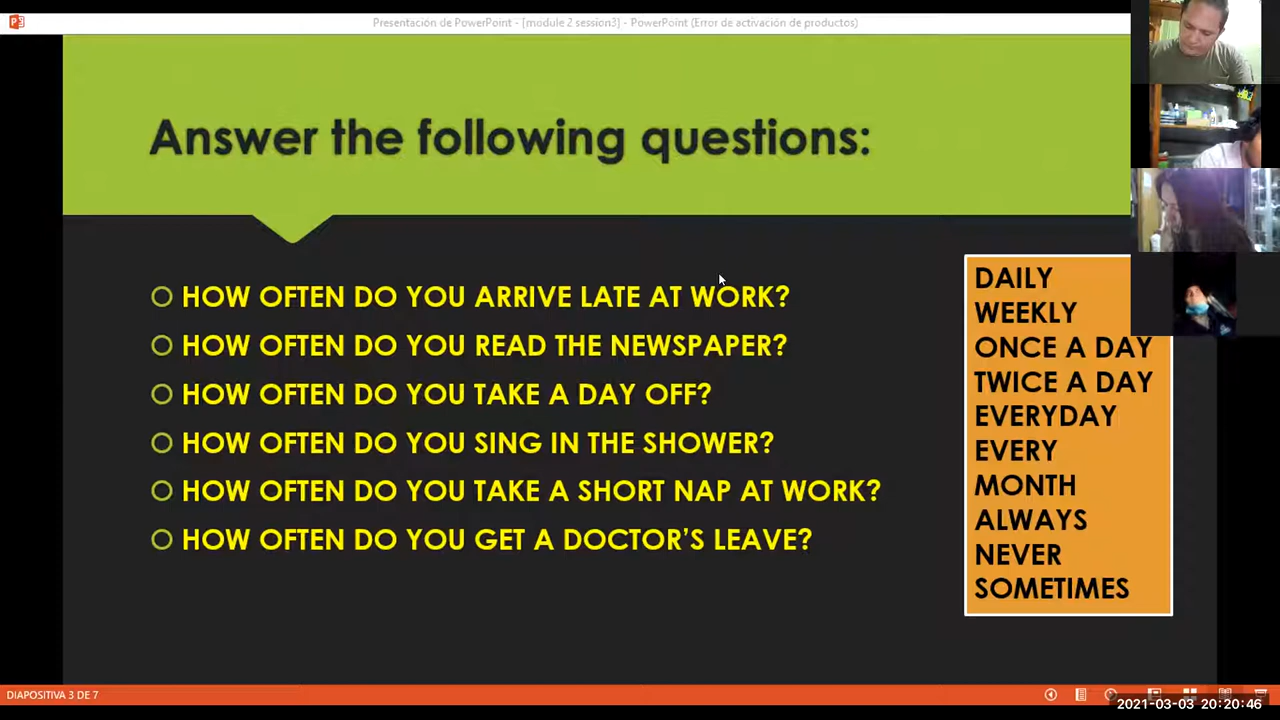 Presentación de PowerPoint - [module 2 session3] - PowerPoint (Error de activación de productos)
Answer the following questions:
HOW OFTEN DO YOU ARRIVE LATE AT WORK?
HOW OFTEN DO YOU READ THE NEWSPAPER?
HOW OFTEN DO YOU TAKE A DAY OFF?
HOW OFTEN DO YOU SING IN THE SHOWER?
HOW OFTEN DO YOU TAKE A SHORT NAP AT WORK?
HOW OFTEN DO YOU GET A DOCTOR’S LEAVE?
DAILY
WEEKLY
ONCE A DAY
TWICE A DAY
EVERYDAY
EVERY
MONTH
ALWAYS
NEVER
SOMETIMES
DIAPOSITIVA 3 DE 7
2021-03-03 20:20:46